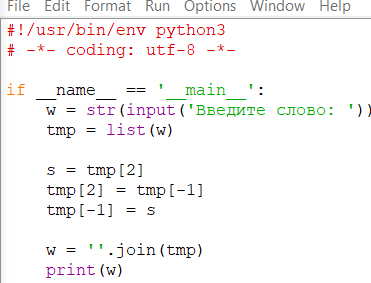 File Edit Format Run Options Window Help
#!/usr/bin/env python3
# -*- coding: utf-8 -*-
if __name__ == '__main__':
    w = str(input('Введите слово: '))
    tmp = list(w)
    s = tmp[2]
    tmp[2] = tmp[-1]
    tmp[-1] = s
    w = ''.join(tmp)
    print(w)